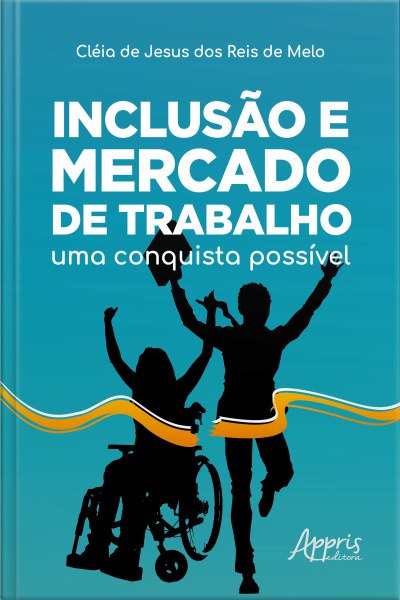 Cléia de Jesus dos Reis de Melo
INCLUSÃO E
MERCADO
DE TRABALHO
uma conquista possível
Appris
editora